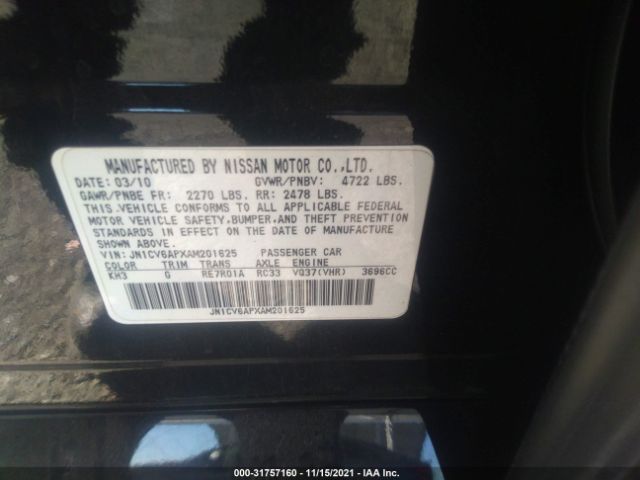 MANUFACTURED BY NISSAN MOTOR CO.,LTD.
DATE: 03/10 GVWR/PNBV: 4722 LBS.
GAWR/PNBE FR: 2270 LBS. RR: 2478 LBS.
THIS VEHICLE CONFORMS TO ALL APPLICABLE FEDERAL
MOTOR VEHICLE SAFETY, BUMPER, AND THEFT PREVENTION
STANDARDS IN EFFECT ON THE DATE OF MANUFACTURE
SHOWN ABOVE.
VIN: JN1CV6APXAM201625 PASSENGER CAR
COLOR TRIM TRANS AXLE ENGINE
KH3 G RE7R01A RC33 VQ37(VHR) 3696CC
JN1CV6APXAM201625
000-31757160 - 11/15/2021 - IAA Inc.